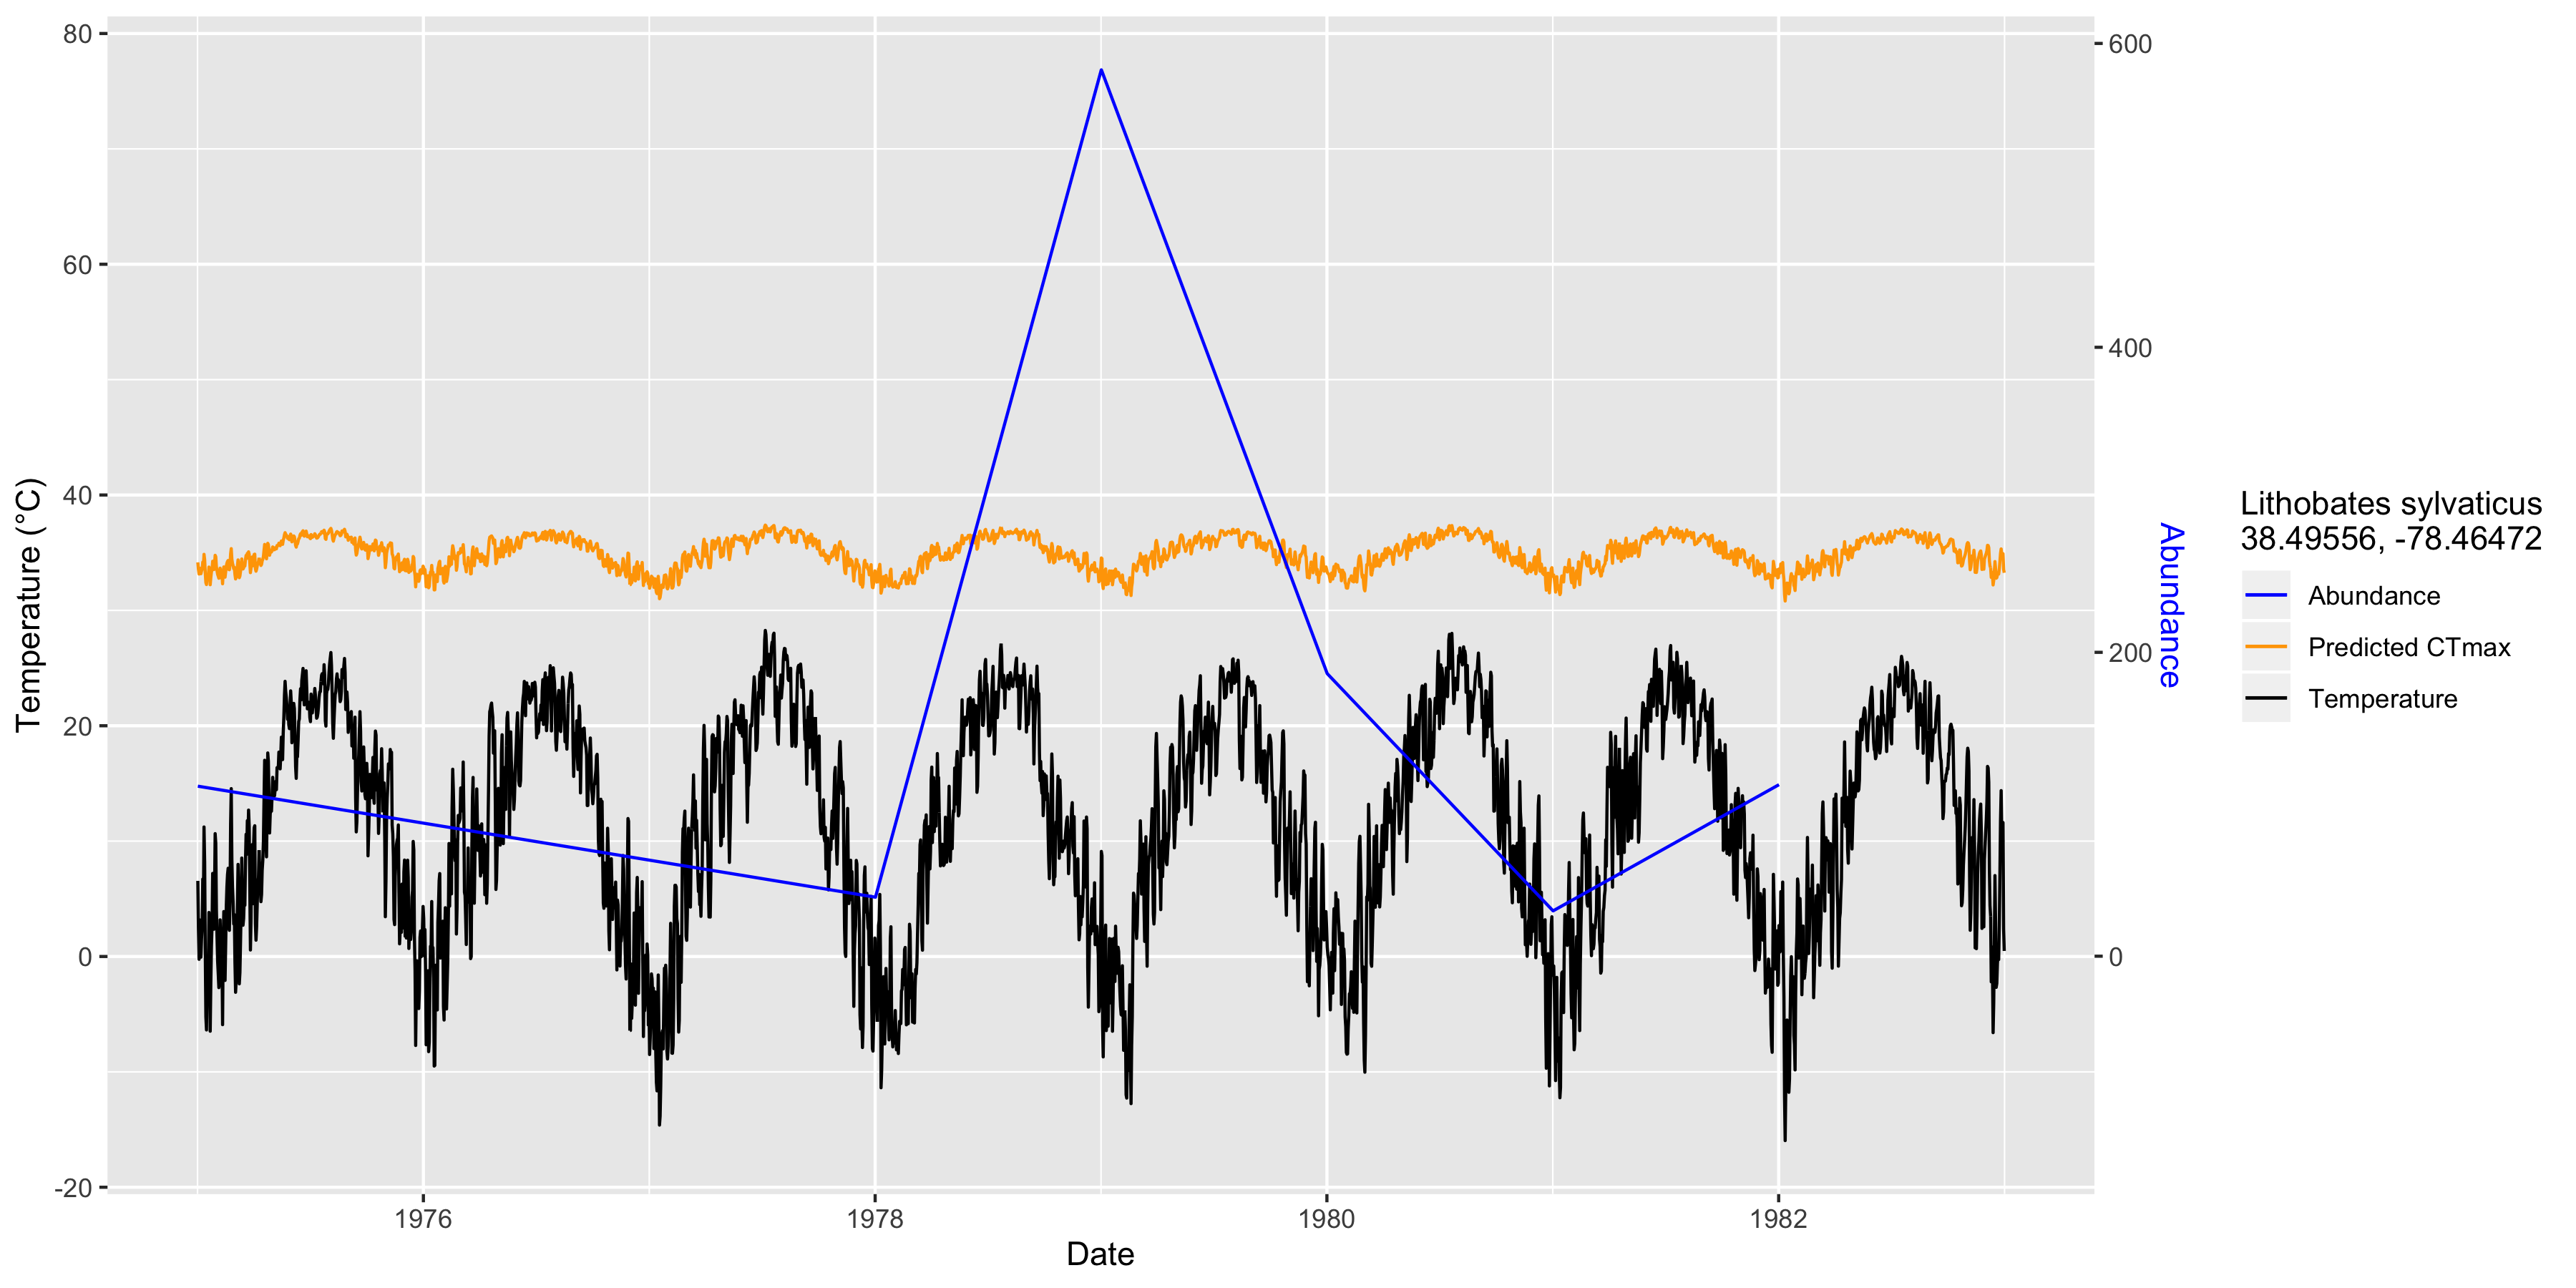 80
60
40
20
0
-20
Temperature (°C)
1976
1978
1980
1982
Date
600
400
200
0
Abundance
Lithobates sylvaticus
38.49556, -78.46472
Abundance
Predicted CTmax
Temperature